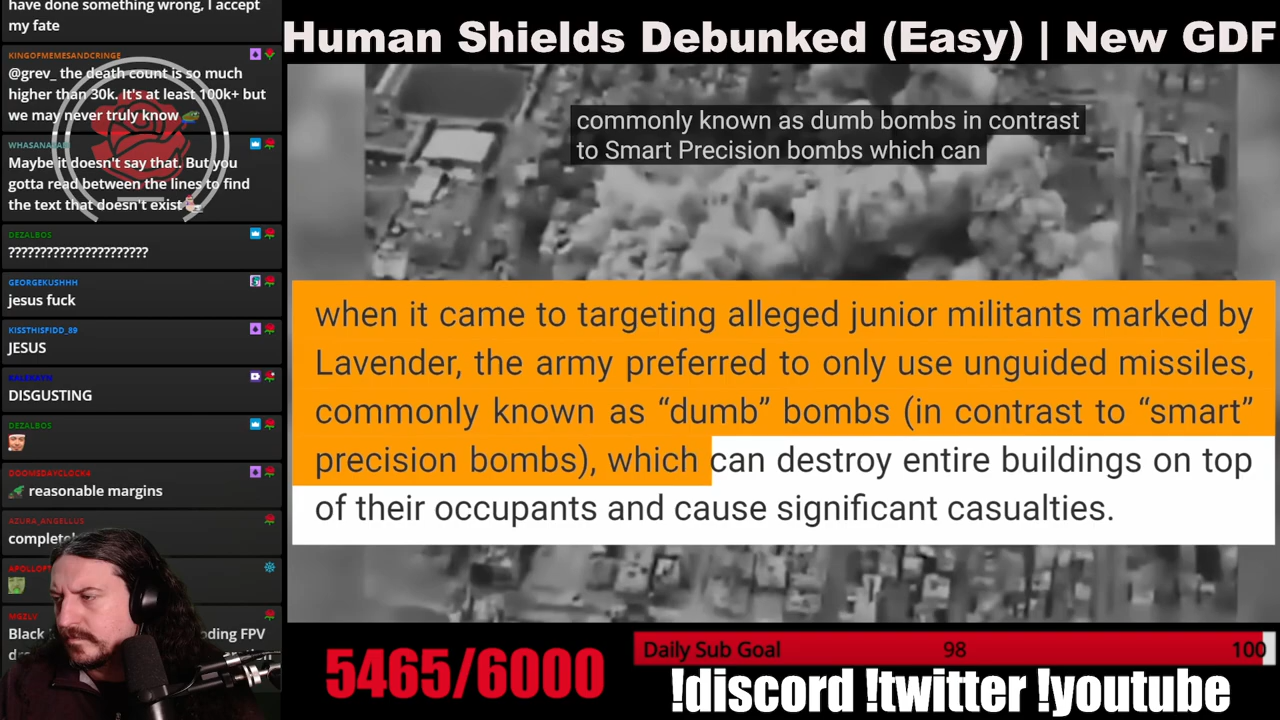 have done something wrong, I accept
my fate
KINGOFMEMESANDCRINGE
@grev_ the death count is so much
higher than 30k. It's at least 100k+ but
we may never truly know
Maybe it doesn't say that. But you
gotta read between the lines to find
the text that doesn't exist
DEZALBOS
??????????????????????
GEORGEKUSHHH
jesus fuck
KISSTHISFIDD_89
JESUS
DISGUSTING
DEZALBOS
DOOMSDAYCLOCK4
reasonable margins
AZURA_ANGELLUS
MGZLV
Black
FPV
Human Shields Debunked (Easy) | New GDF
commonly known as dumb bombs in contrast
to Smart Precision bombs which can
when it came to targeting alleged junior militants marked by
Lavender, the army preferred to only use unguided missiles,
commonly known as “dumb” bombs (in contrast to “smart”
precision bombs), which can destroy entire buildings on top
of their occupants and cause significant casualties.
5465/6000
Daily Sub Goal 98 100
!discord !twitter !youtube